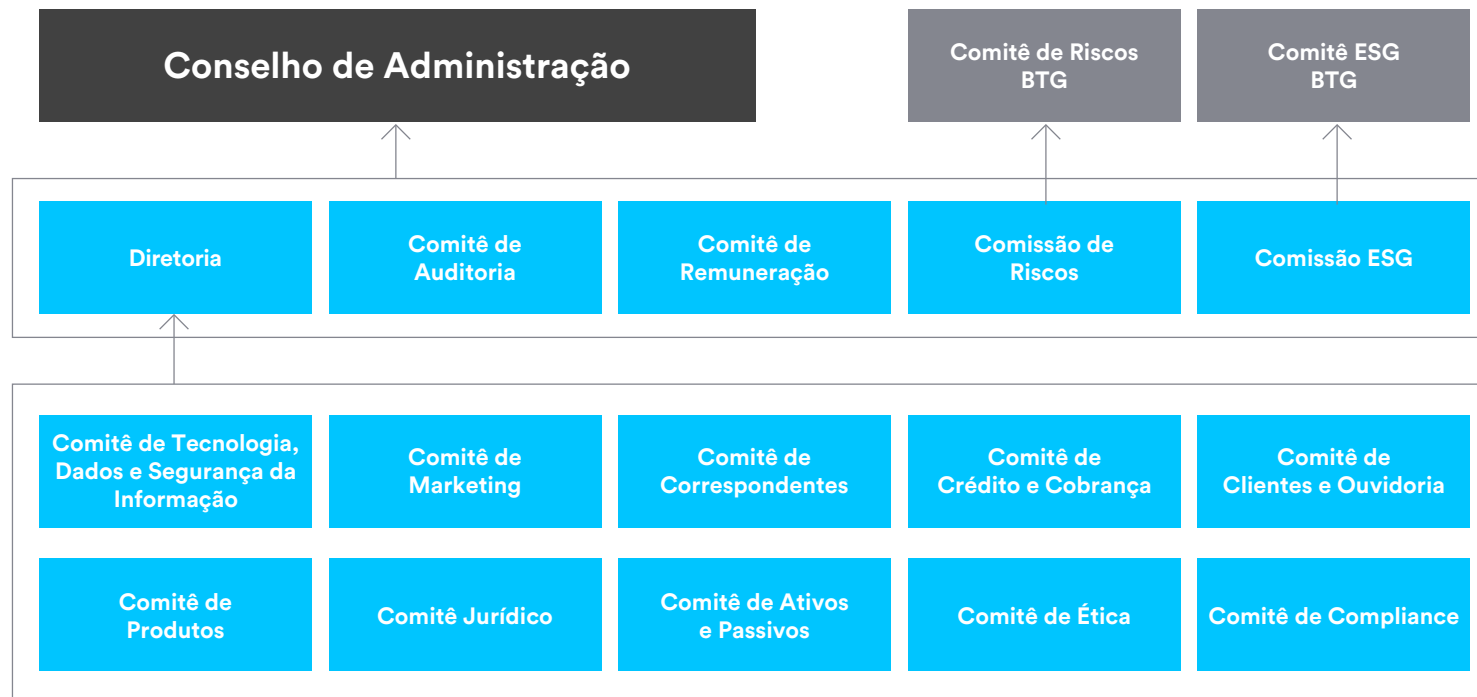 Conselho de Administração
Comitê de Riscos
BTG
Comitê ESG
BTG
Diretoria
Comitê de
Auditoria
Comitê de
Remuneração
Comissão de
Riscos
Comissão ESG
Comitê de Tecnologia,
Dados e Segurança da
Informação
Comitê de
Marketing
Comitê de
Correspondentes
Comitê de
Crédito e Cobrança
Comitê de
Clientes e Ouvidoria
Comitê de
Produtos
Comitê Jurídico
Comitê de Ativos
e Passivos
Comitê de Ética
Comitê de Compliance